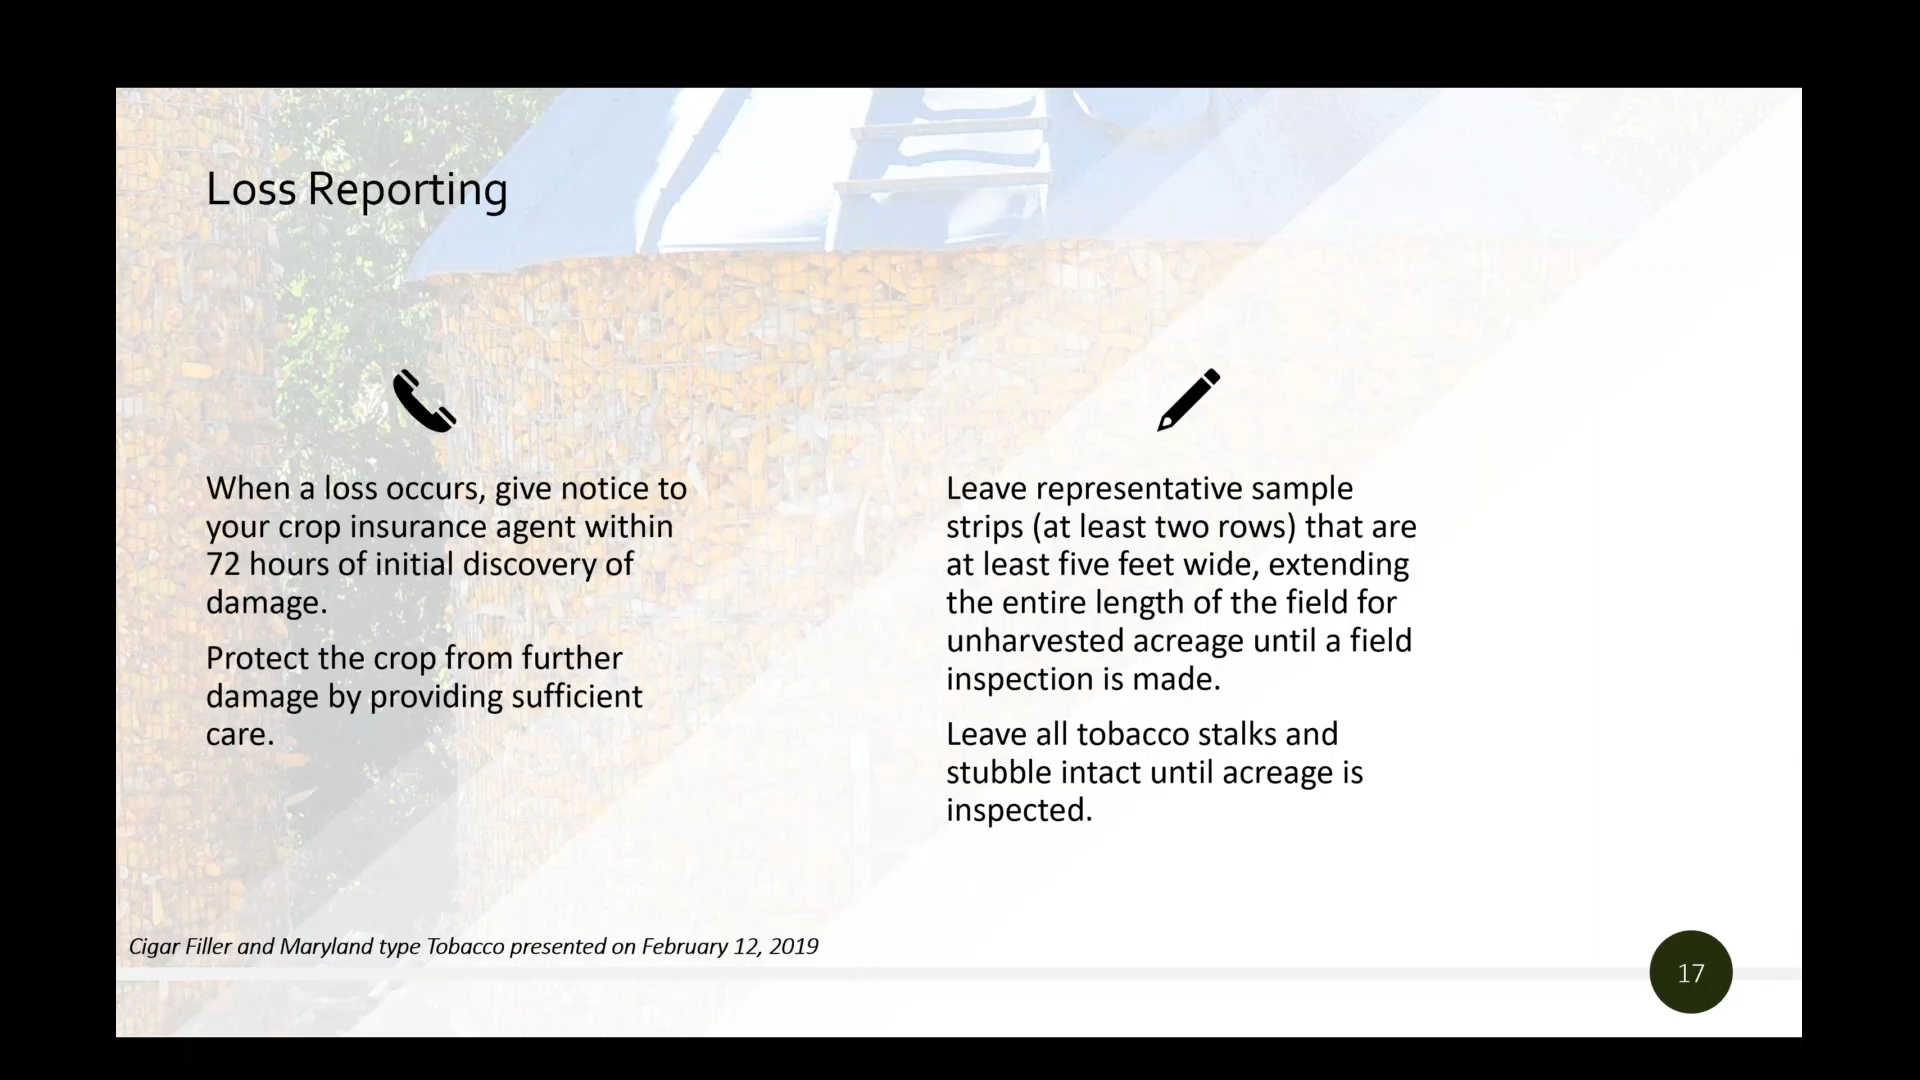 Loss Reporting
When a loss occurs, give notice to
your crop insurance agent within
72 hours of initial discovery of
damage.
Protect the crop from further
damage by providing sufficient
care.
Leave representative sample
strips (at least two rows) that are
at least five feet wide, extending
the entire length of the field for
unharvested acreage until a field
inspection is made.
Leave all tobacco stalks and
stubble intact until acreage is
inspected.
Cigar Filler and Maryland type Tobacco presented on February 12, 2019
17